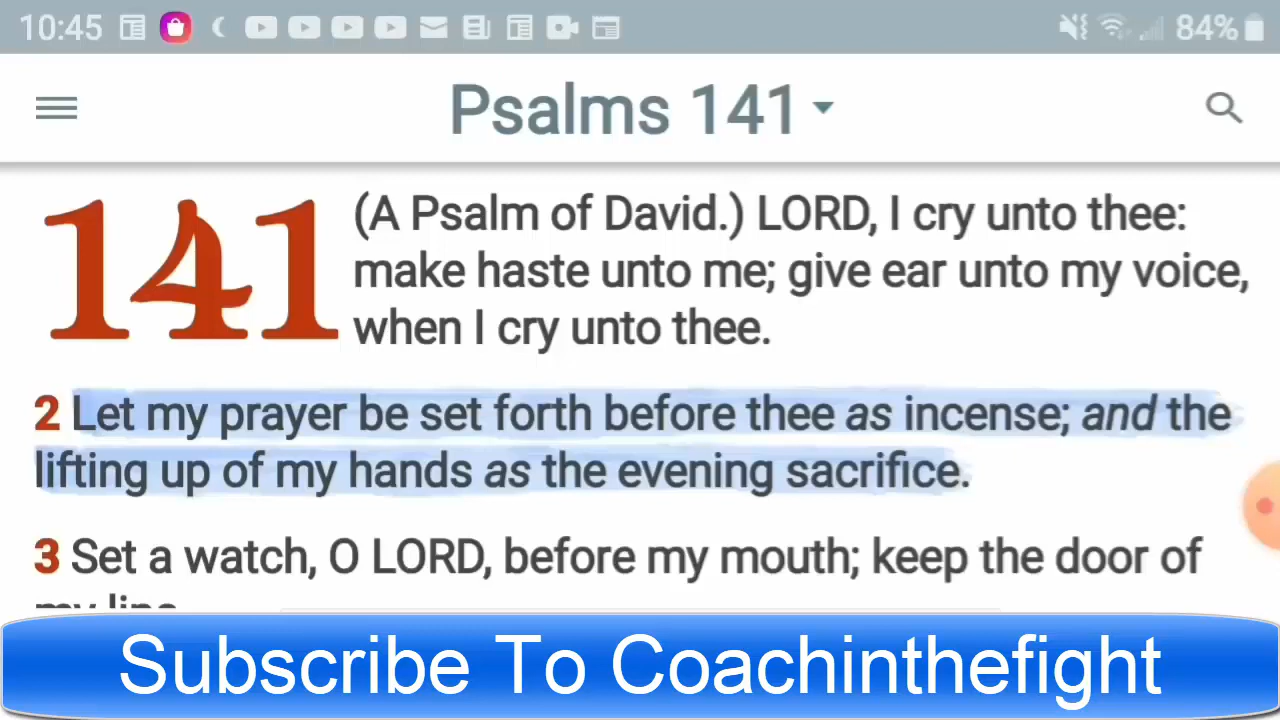 10:45
84%
Psalms 141
141 (A Psalm of David.) LORD, I cry unto thee:
make haste unto me; give ear unto my voice,
when I cry unto thee.
2 Let my prayer be set forth before thee as incense; and the
lifting up of my hands as the evening sacrifice.
3 Set a watch, O LORD, before my mouth; keep the door of
my lips.
Subscribe To Coachinthefight